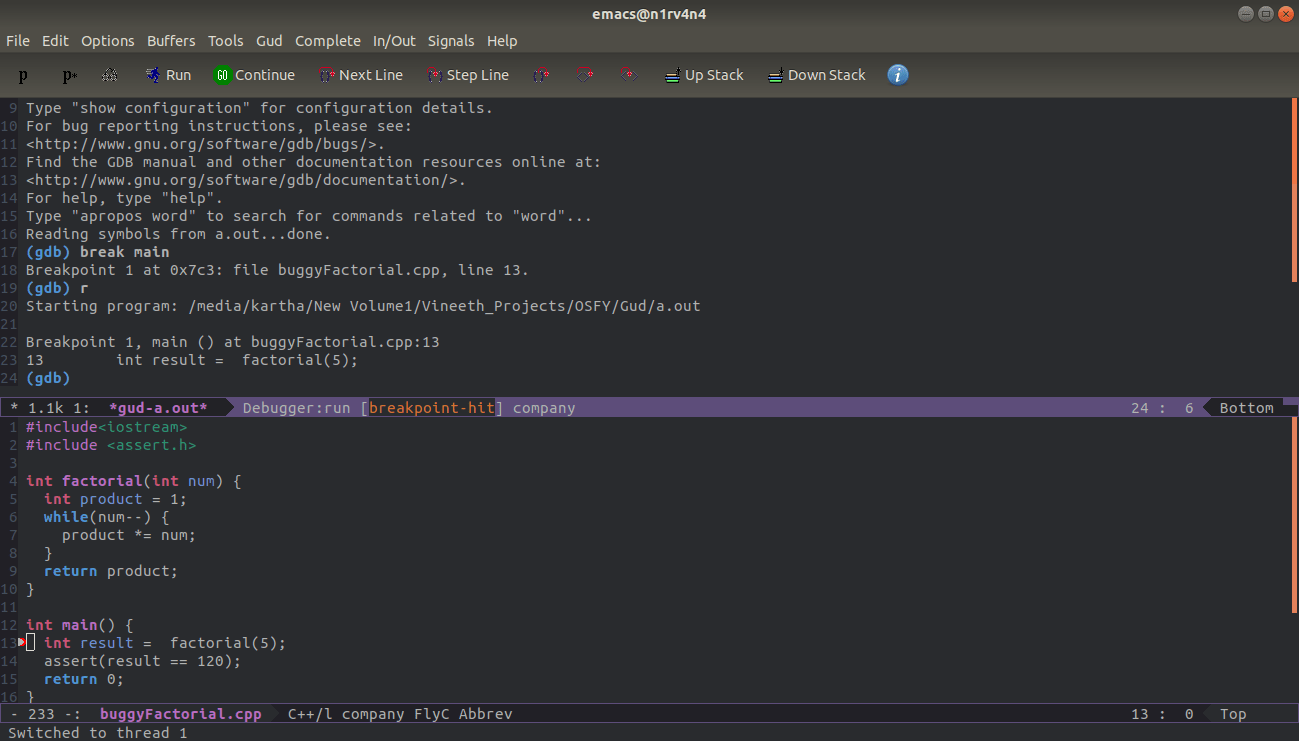 emacs@n1rv4n4
File Edit Options Buffers Tools Gud Complete In/Out Signals Help
p p* Run GO Continue Next Line Step Line Up Stack Down Stack i
9 Type "show configuration" for configuration details.
10 For bug reporting instructions, please see:
11 <http://www.gnu.org/software/gdb/bugs/>.
12 Find the GDB manual and other documentation resources online at:
13 <http://www.gnu.org/software/gdb/documentation/>.
14 For help, type "help".
15 Type "apropos word" to search for commands related to "word"...
16 Reading symbols from a.out...done.
17 (gdb) break main
18 Breakpoint 1 at 0x7c3: file buggyFactorial.cpp, line 13.
19 (gdb) r
20 Starting program: /media/kartha/New Volume1/Vineeth_Projects/OSFY/Gud/a.out
21
22 Breakpoint 1, main () at buggyFactorial.cpp:13
23 13        int result =  factorial(5);
24 (gdb)
* 1.1k 1:  *gud-a.out*  Debugger:run [breakpoint-hit] company 24 :  6 Bottom
1 #include<iostream>
2 #include <assert.h>
3
4 int factorial(int num) {
5   int product = 1;
6   while(num--) {
7     product *= num;
8   }
9   return product;
10 }
11
12 int main() {
13   int result =  factorial(5);
14   assert(result == 120);
15   return 0;
16 }
- 233 -:  buggyFactorial.cpp  C++/l company FlyC Abbrev 13 :  0 Top
Switched to thread 1